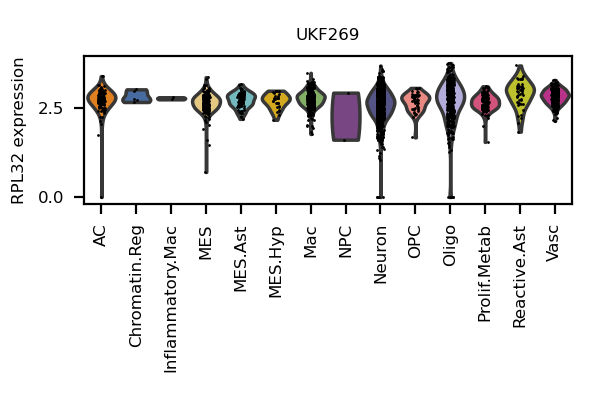 UKF269
RPL32 expression
2.5
0.0
AC
Chromatin.Reg
Inflammatory.Mac
MES
MES.Ast
MES.Hyp
Mac
NPC
Neuron
OPC
Oligo
Prolif.Metab
Reactive.Ast
Vasc